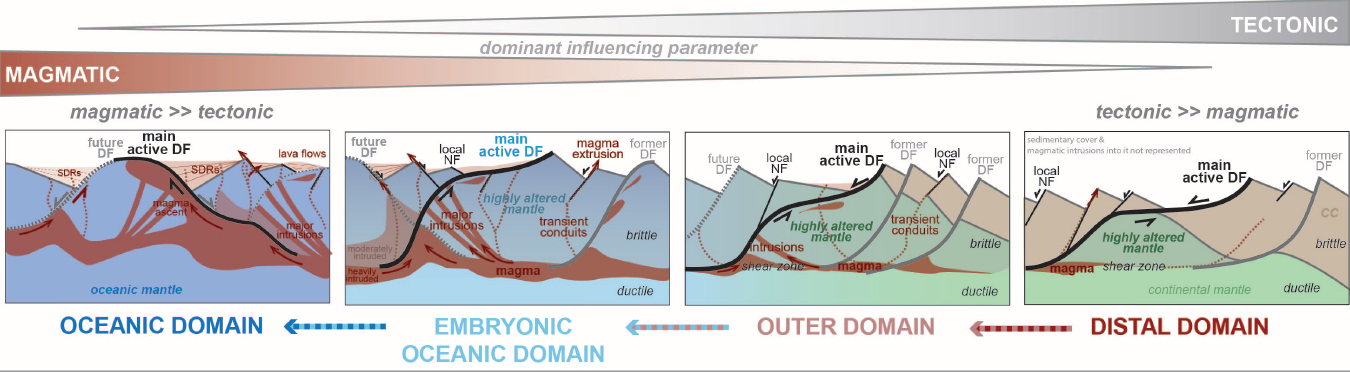 TECTONIC
dominant influencing parameter
MAGMATIC
magmatic >> tectonic
tectonic >> magmatic
future
DF
main
active DF
SDRs
SDRs
lava flows
magma
ascent
major
intrusions
oceanic mantle
future
DF
local
NF
main
active DF
magma
extrusion
former
DF
highly altered
mantle
major
intrusions
transient
conduits
brittle
moderately
intruded
heavily
intruded
magma
ductile
future
DF
local
NF
main
active DF
former
DF
local
NF
former
DF
highly altered
mantle
transient
conduits
intrusions
brittle
shear zone
magma
ductile
sedimentary cover &
magmatic intrusions into it not represented
local
NF
main
active DF
former
DF
CC
highly altered
mantle
brittle
magma
shear zone
continental mantle
ductile
OCEANIC DOMAIN
EMBRYONIC
OCEANIC DOMAIN
OUTER DOMAIN
DISTAL DOMAIN